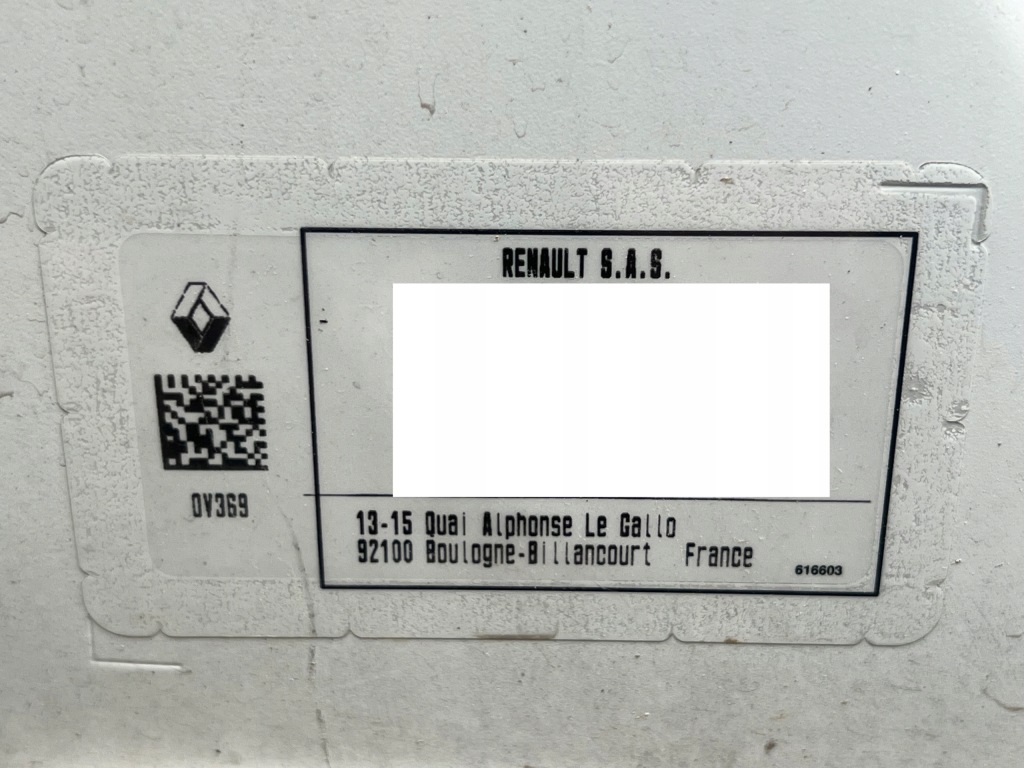 RENAULT S.A.S.
OV369
13-15 Quai Alphonse Le Gallo
92100 Boulogne-Billancourt France
616603